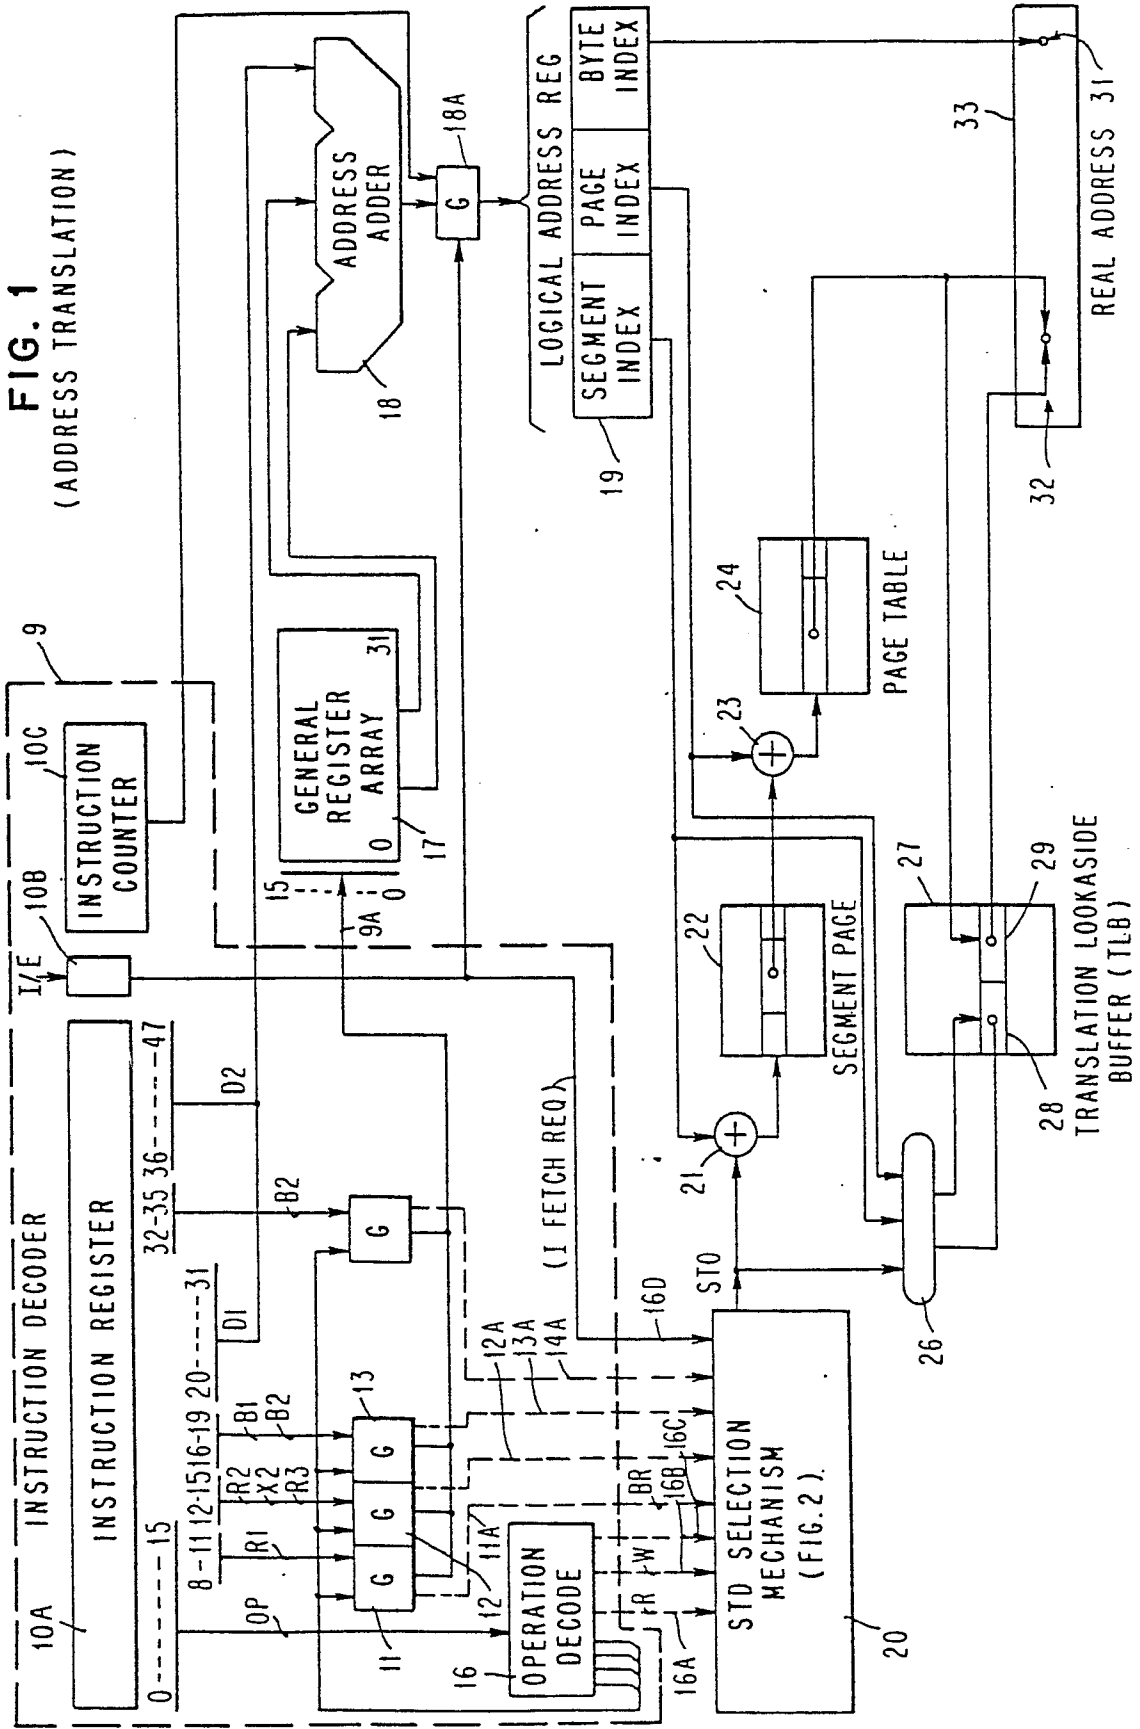 FIG. 1
(ADDRESS TRANSLATION)
9
INSTRUCTION DECODER
I/E
10A
INSTRUCTION REGISTER
10B
10C
INSTRUCTION
COUNTER
0-------15
8-11
12-15
16-19
20----31
32-35
36-----47
OP
R1
R2
X2
R3
B1
B2
D1
B2
D2
11
G
12
G
13
G
G
15
0
9A
GENERAL
REGISTER
ARRAY
0
31
17
ADDRESS
ADDER
18
G
18A
16
OPERATION
DECODE
11A
12A
13A
14A
(I FETCH REQ)
R
W
BR
16A
16B
16C
16D
LOGICAL ADDRESS REG
SEGMENT
INDEX
PAGE
INDEX
BYTE
INDEX
19
STD SELECTION
MECHANISM
(FIG.2)
20
STO
21
22
SEGMENT PAGE
23
24
PAGE TABLE
26
27
28
29
TRANSLATION LOOKASIDE
BUFFER (TLB)
32
33
REAL ADDRESS 31